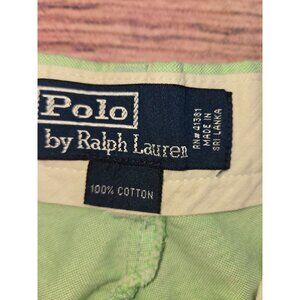 Polo
by Ralph Lauren
RN# 41381
MADE IN
SRI LANKA
100% COTTON